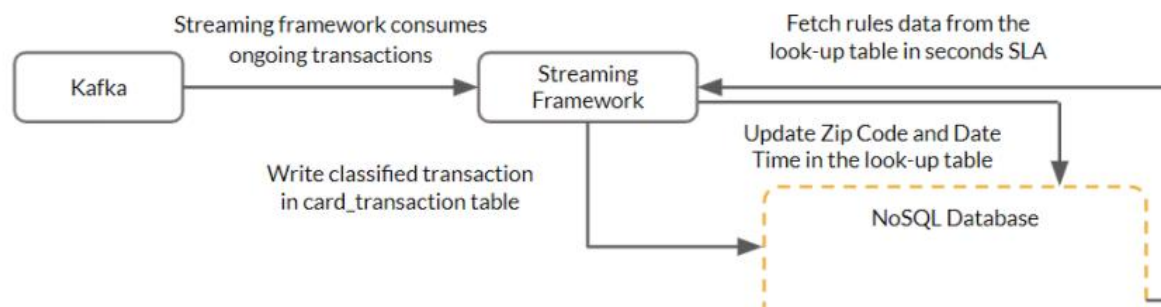 Streaming framework consumes
ongoing transactions
Fetch rules data from the
look-up table in seconds SLA
Kafka
Streaming
Framework
Write classified transaction
in card_transaction table
Update Zip Code and Date
Time in the look-up table
NoSQL Database